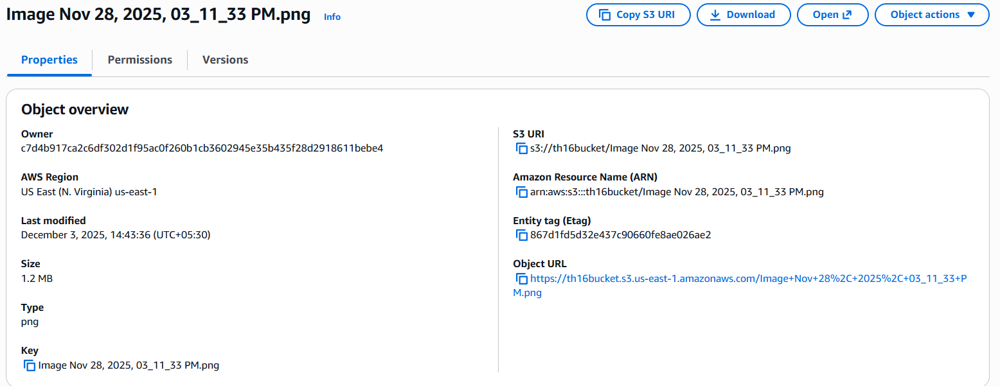 Image Nov 28, 2025, 03_11_33 PM.png Info
Copy S3 URI
Download
Open
Object actions
Properties
Permissions
Versions
Object overview
Owner
c7d4b917ca2c6df302d1f95ac0f260b1cb3602945e35b435f28d2918611bebe4
AWS Region
US East (N. Virginia) us-east-1
Last modified
December 3, 2025, 14:43:36 (UTC+05:30)
Size
1.2 MB
Type
png
Key
Image Nov 28, 2025, 03_11_33 PM.png
S3 URI
s3://th16bucket/Image Nov 28, 2025, 03_11_33 PM.png
Amazon Resource Name (ARN)
arn:aws:s3:::th16bucket/Image Nov 28, 2025, 03_11_33 PM.png
Entity tag (Etag)
867d1fd5d32e437c90660fe8ae026ae2
Object URL
https://th16bucket.s3.us-east-1.amazonaws.com/Image+Nov+28%2C+2025%2C+03_11_33+P
M.png